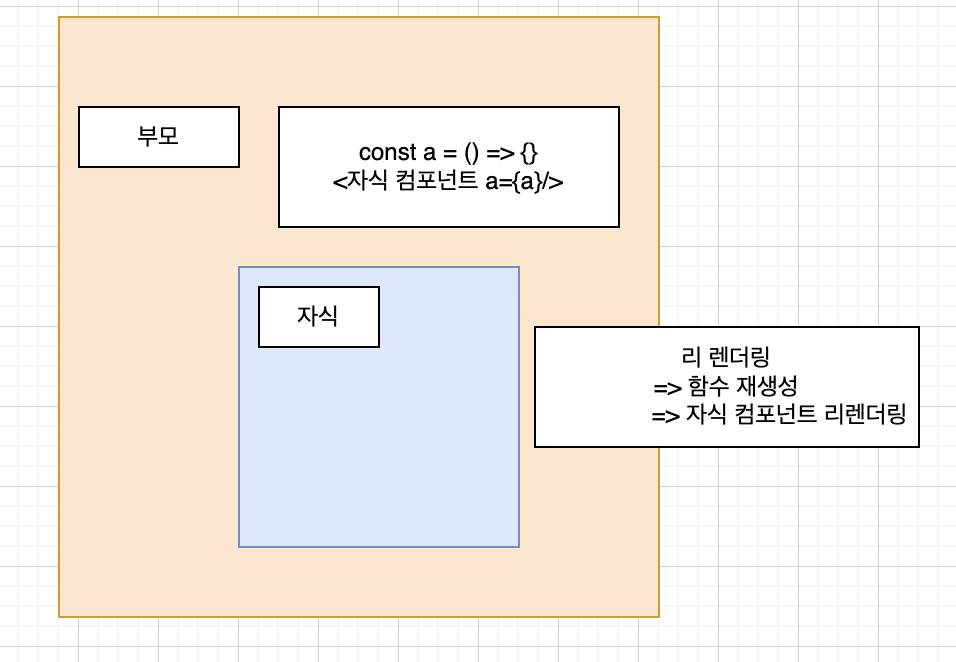 부모
const a = () => {}
<자식 컴포넌트 a={a}/>
자식
리 렌더링
=> 함수 재생성
=> 자식 컴포넌트 리렌더링